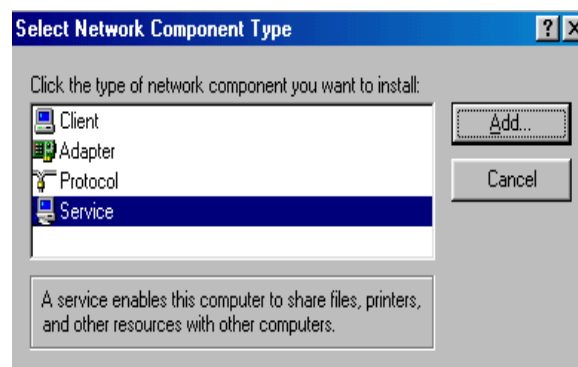 Select Network Component Type
Click the type of network component you want to install:
Client
Adapter
Protocol
Service
Add...
Cancel
A service enables this computer to share files, printers,
and other resources with other computers.